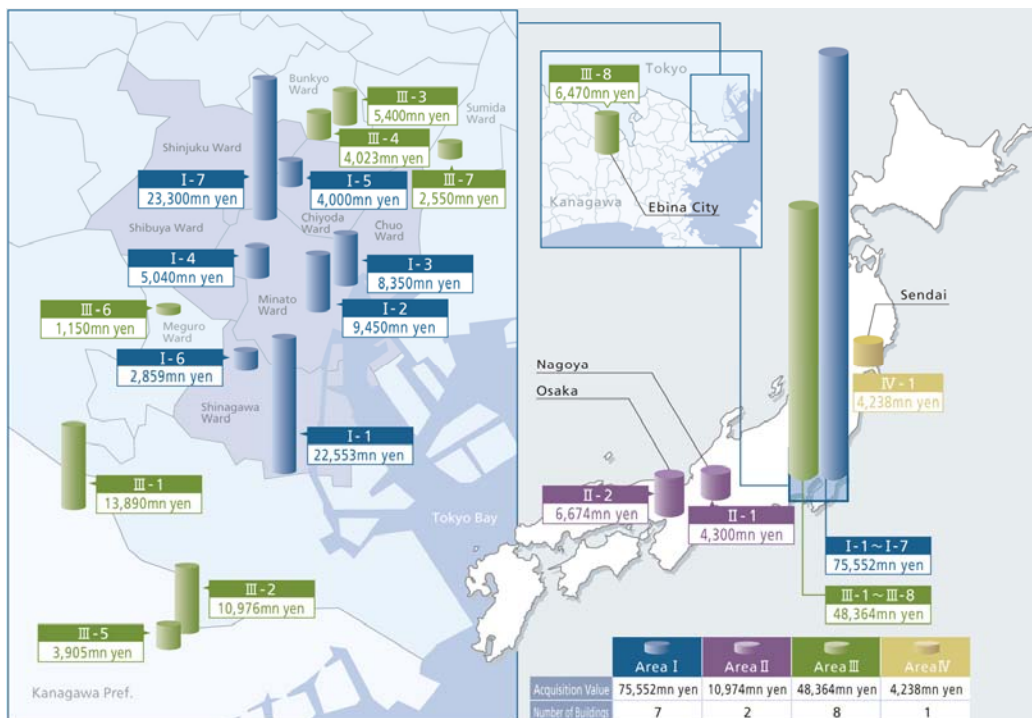 Bunkyo
Ward
Ⅲ-3
5,400mn yen
Sumida
Ward
Ⅲ-4
4,023mn yen
Shinjuku Ward
Ⅲ-7
2,550mn yen
Ⅰ-7
23,300mn yen
Ⅰ-5
4,000mn yen
Chiyoda
Ward
Chuo
Ward
Shibuya Ward
Ⅰ-4
5,040mn yen
Ⅰ-3
8,350mn yen
Minato
Ward
Ⅰ-2
9,450mn yen
Ⅲ-6
1,150mn yen
Meguro
Ward
Ⅰ-6
2,859mn yen
Shinagawa
Ward
Ⅰ-1
22,553mn yen
Ⅲ-1
13,890mn yen
Tokyo Bay
Ⅲ-2
10,976mn yen
Ⅲ-5
3,905mn yen
Kanagawa Pref.
Tokyo
Ⅲ-8
6,470mn yen
Kanagawa
Ebina City
Sendai
Ⅳ-1
4,238mn yen
Nagoya
Osaka
Ⅱ-2
6,674mn yen
Ⅱ-1
4,300mn yen
Ⅰ-1~Ⅰ-7
75,552mn yen
Ⅲ-1~Ⅲ-8
48,364mn yen
Area Ⅰ Area Ⅱ Area Ⅲ Area Ⅳ
Acquisition Value 75,552mn yen 10,974mn yen 48,364mn yen 4,238mn yen
Number of Buildings 7 2 8 1